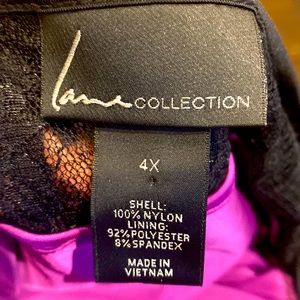 Lane COLLECTION
4X
SHELL:
100% NYLON
LINING:
92% POLYESTER
8% SPANDEX
MADE IN
VIETNAM